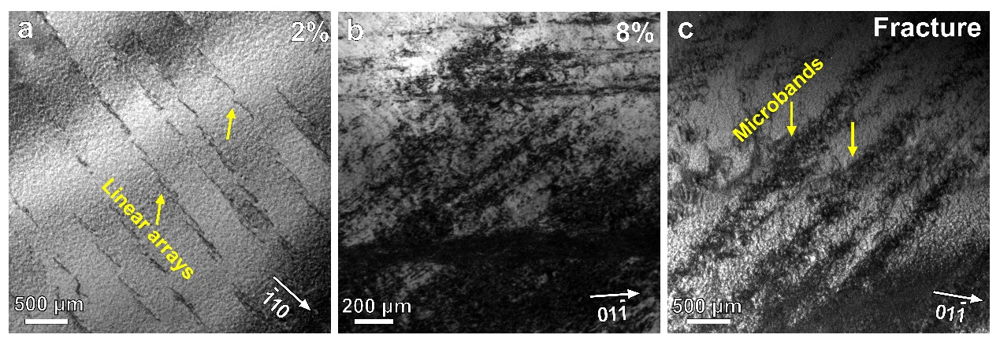 a
2%
Linear arrays
500 μm
1̄10
b
8%
200 μm
011̄
c
Fracture
Microbands
500 μm
011̄